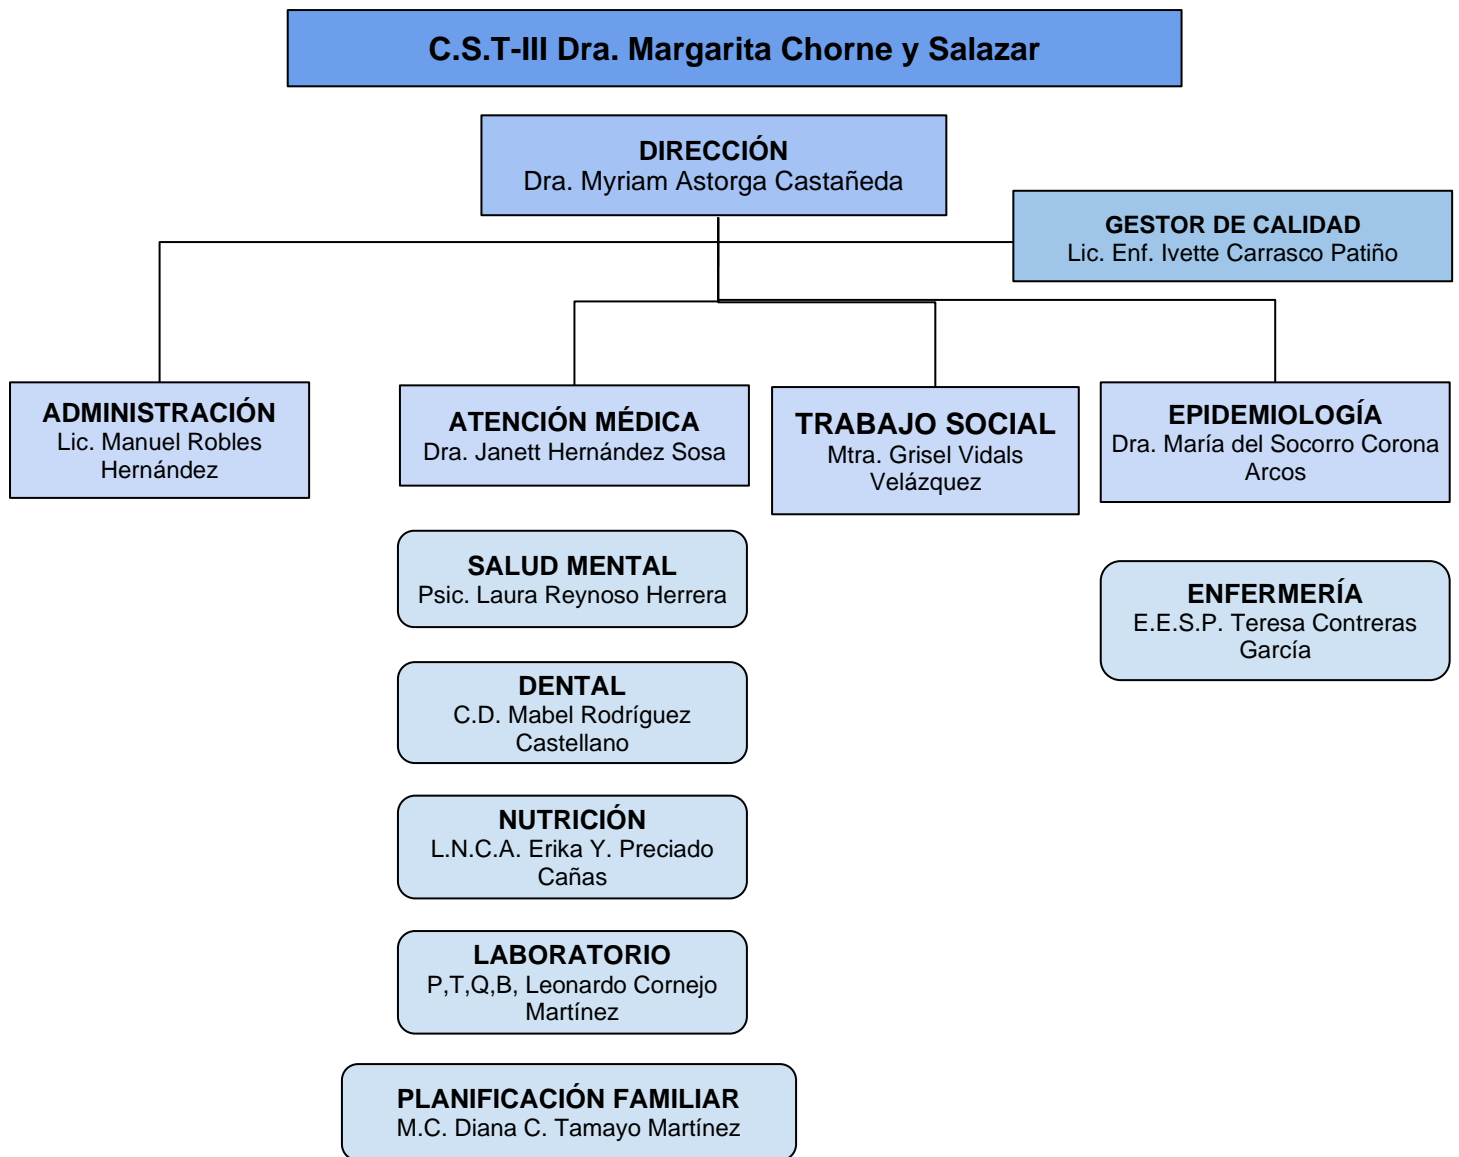 C.S.T-III Dra. Margarita Chorne y Salazar
DIRECCIÓN
Dra. Myriam Astorga Castañeda
GESTOR DE CALIDAD
Lic. Enf. Ivette Carrasco Patiño
ADMINISTRACIÓN
Lic. Manuel Robles
Hernández
ATENCIÓN MÉDICA
Dra. Janett Hernández Sosa
TRABAJO SOCIAL
Mtra. Grisel Vidals
Velázquez
EPIDEMIOLOGÍA
Dra. María del Socorro Corona
Arcos
SALUD MENTAL
Psic. Laura Reynoso Herrera
ENFERMERÍA
E.E.S.P. Teresa Contreras
García
DENTAL
C.D. Mabel Rodríguez
Castellano
NUTRICIÓN
L.N.C.A. Erika Y. Preciado
Cañas
LABORATORIO
P,T,Q,B, Leonardo Cornejo
Martínez
PLANIFICACIÓN FAMILIAR
M.C. Diana C. Tamayo Martínez